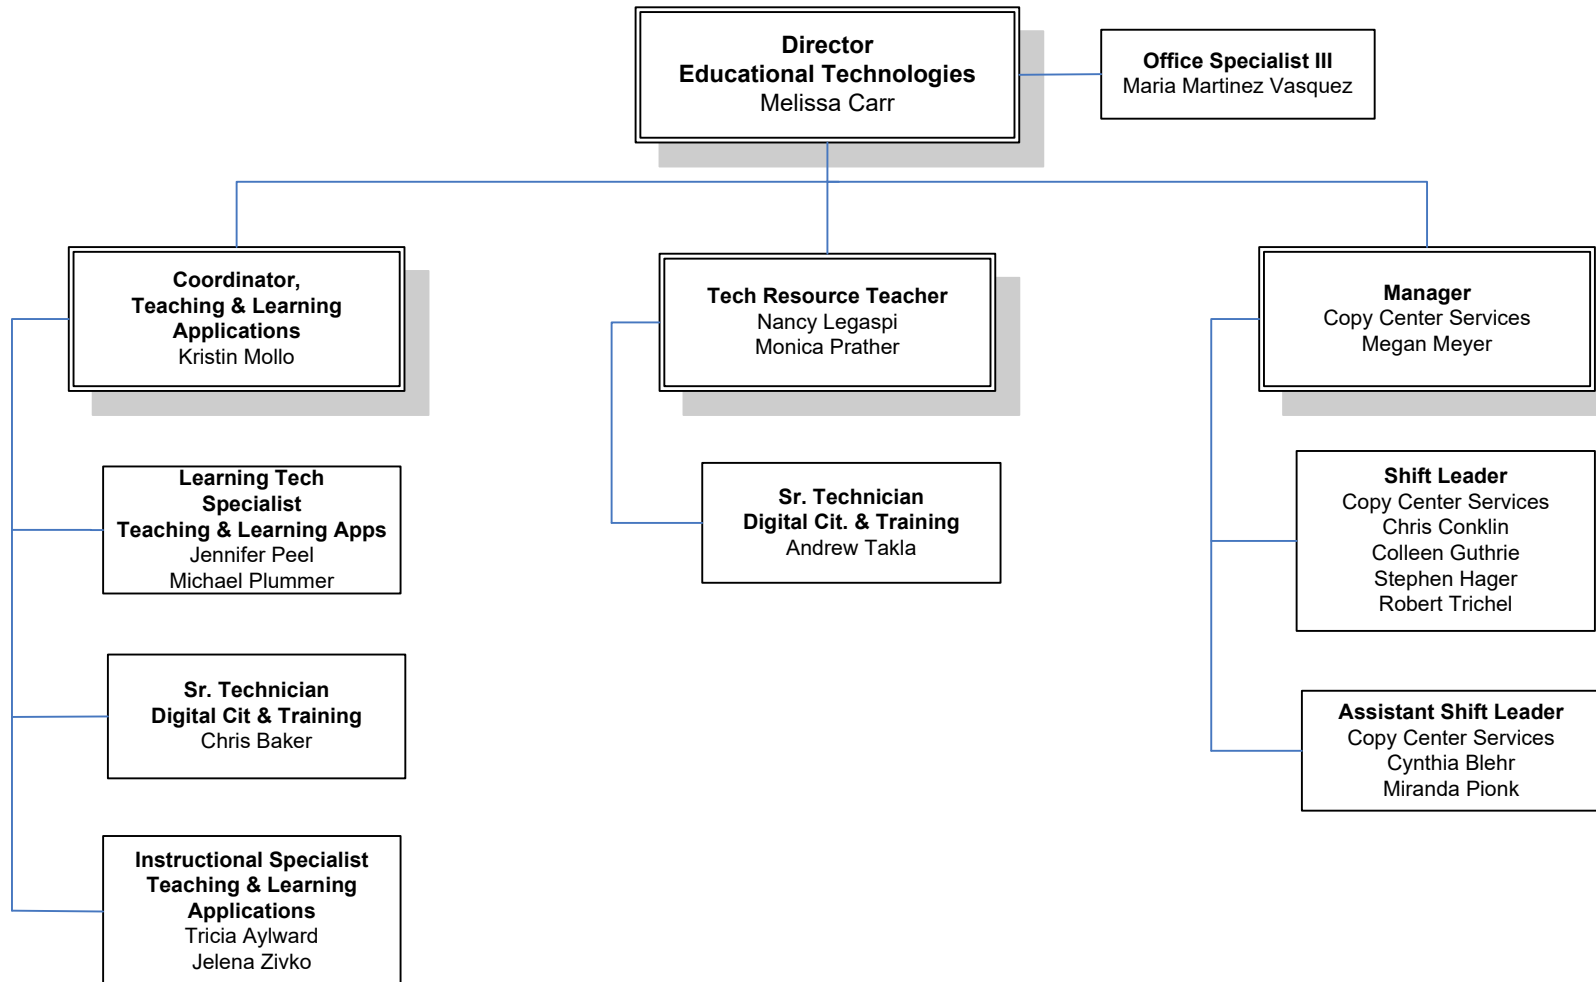 Director
Educational Technologies
Melissa Carr
Office Specialist III
Maria Martinez Vasquez
Coordinator,
Teaching & Learning
Applications
Kristin Mollo
Tech Resource Teacher
Nancy Legaspi
Monica Prather
Manager
Copy Center Services
Megan Meyer
Learning Tech
Specialist
Teaching & Learning Apps
Jennifer Peel
Michael Plummer
Sr. Technician
Digital Cit. & Training
Andrew Takla
Shift Leader
Copy Center Services
Chris Conklin
Colleen Guthrie
Stephen Hager
Robert Trichel
Sr. Technician
Digital Cit & Training
Chris Baker
Assistant Shift Leader
Copy Center Services
Cynthia Blehr
Miranda Pionk
Instructional Specialist
Teaching & Learning
Applications
Tricia Aylward
Jelena Zivko